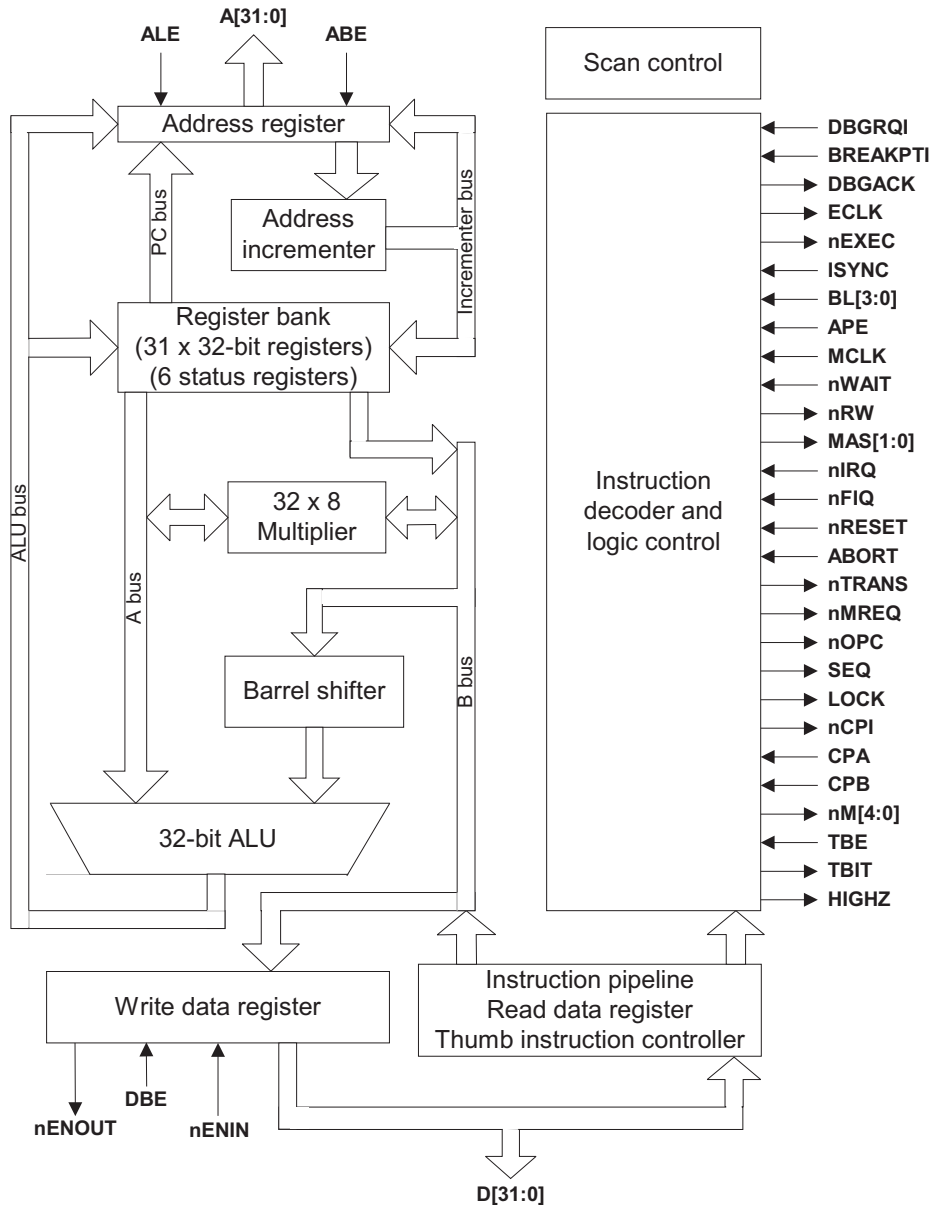 A[31:0]
ALE
ABE
Scan control
Address register
DBGRQI
BREAKPTI
DBGACK
ECLK
nEXEC
ISYNC
BL[3:0]
APE
MCLK
nWAIT
nRW
MAS[1:0]
nIRQ
nFIQ
nRESET
ABORT
nTRANS
nMREQ
nOPC
SEQ
LOCK
nCPI
CPA
CPB
nM[4:0]
TBE
TBIT
HIGHZ
PC bus
Address
incrementer
Incrementer bus
Register bank
(31 x 32-bit registers)
(6 status registers)
ALU bus
A bus
32 x 8
Multiplier
B bus
Barrel shifter
32-bit ALU
Instruction
decoder and
logic control
Write data register
Instruction pipeline
Read data register
Thumb instruction controller
nENOUT
DBE
nENIN
D[31:0]